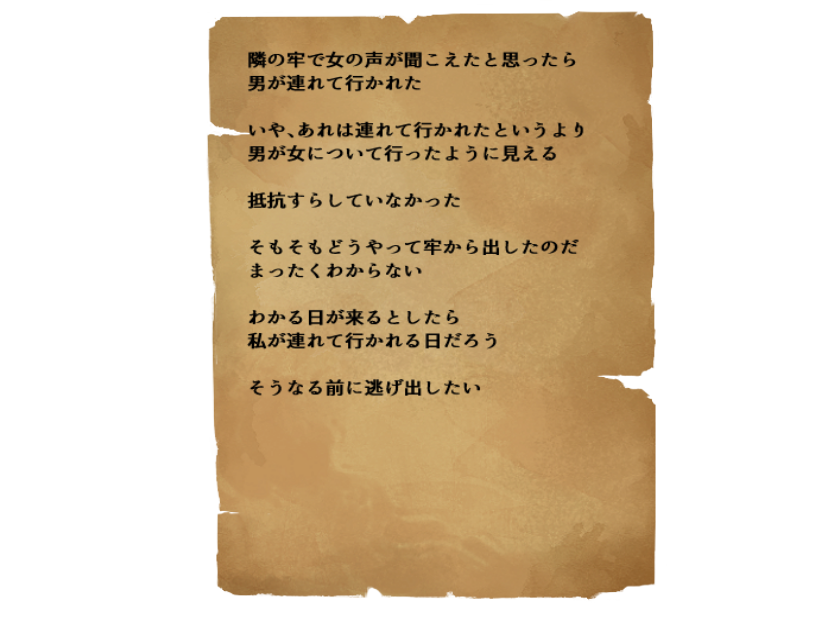 隣の牢で女の声が聞こえたと思ったら
男が連れて行かれた
いや、あれは連れて行かれたというより
男が女について行ったように見える
抵抗すらしていなかった
そもそもどうやって牢から出したのだ
まったくわからない
わかる日が来るとしたら
私が連れて行かれる日だろう
そうなる前に逃げ出したい